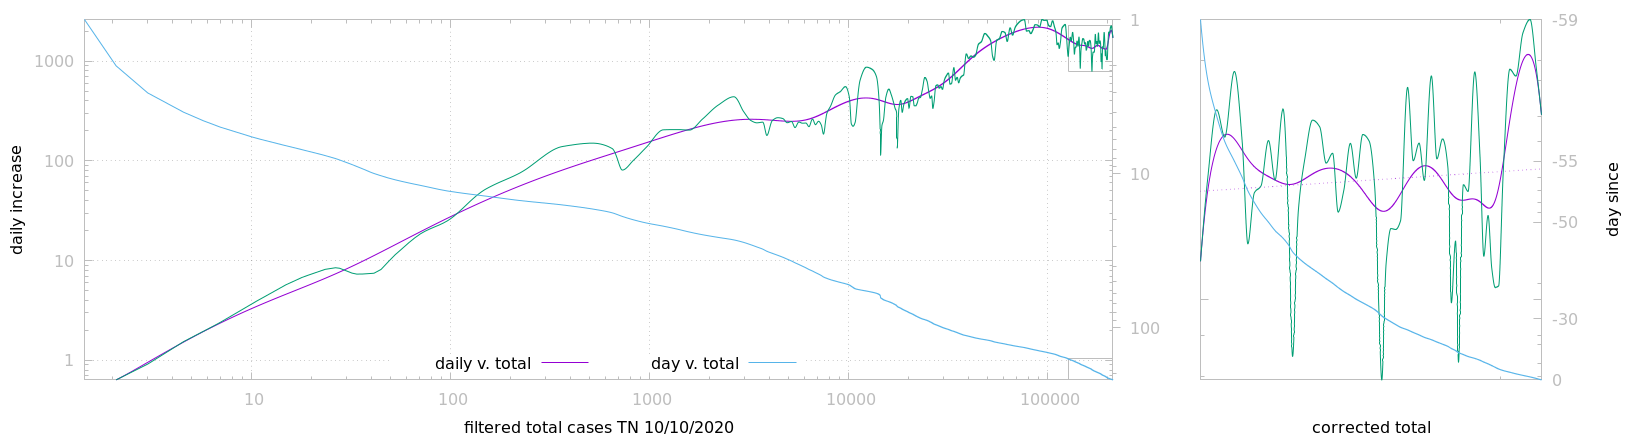 daily increase
1000
100
10
1
10
100
1000
10000
100000
1
10
100
daily v. total
day v. total
filtered total cases TN 10/10/2020
-59
-55
-50
-30
0
day since
corrected total